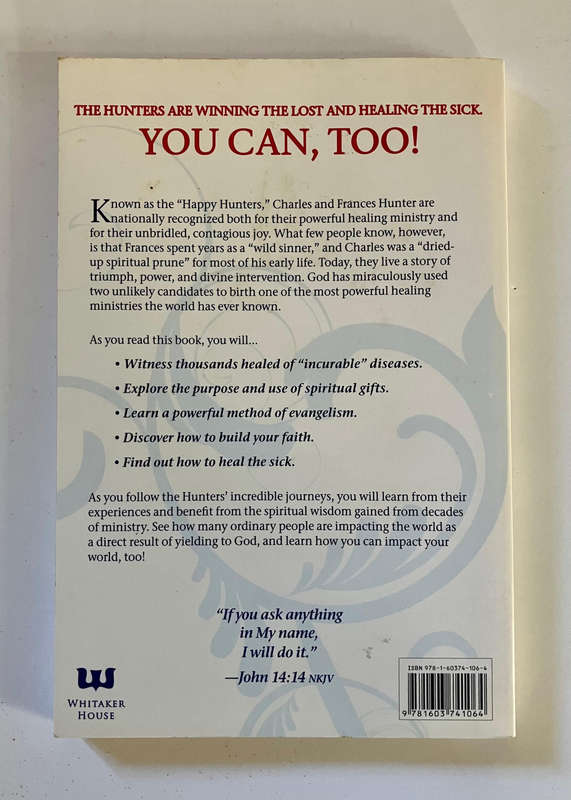 THE HUNTERS ARE WINNING THE LOST AND HEALING THE SICK.
YOU CAN, TOO!
Known as the “Happy Hunters,” Charles and Frances Hunter are
nationally recognized both for their powerful healing ministry and
for their unbridled, contagious joy. What few people know, however,
is that Frances spent years as a “wild sinner,” and Charles was a “dried-
up spiritual prune” for most of his early life. Today, they live a story of
triumph, power, and divine intervention. God has miraculously used
two unlikely candidates to birth one of the most powerful healing
ministries the world has ever known.
As you read this book, you will...
• Witness thousands healed of “incurable” diseases.
• Explore the purpose and use of spiritual gifts.
• Learn a powerful method of evangelism.
• Discover how to build your faith.
• Find out how to heal the sick.
As you follow the Hunters’ incredible journeys, you will learn from their
experiences and benefit from the spiritual wisdom gained from decades
of ministry. See how many ordinary people are impacting the world as
a direct result of yielding to God, and learn how you can impact your
world, too!
“If you ask anything
in My name,
I will do it.”
—John 14:14 NKJV
WHITAKER
HOUSE
ISBN 978-1-60374-106-4
9 781603 741064